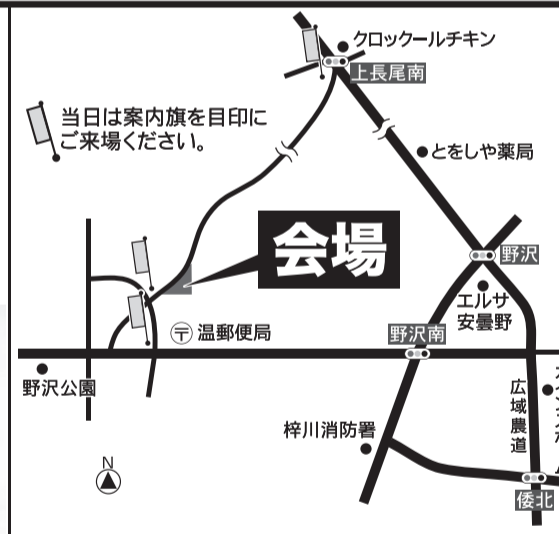 クロックールチキン
上長尾南
当日は案内旗を目印に
ご来場ください。
とをしや薬局
会場
野沢
エルサ
安曇野
〒温郵便局
野沢南
野沢公園
広域農道
梓川消防署
N
倭北